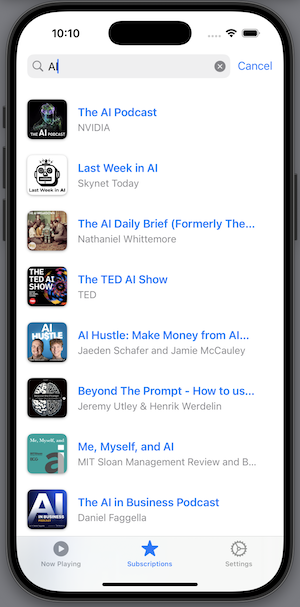 10:10
AI
Cancel
THE AI PODCAST
The AI Podcast
NVIDIA
Last Week in AI
Last Week in AI
Skynet Today
The AI Daily Brief (Formerly The...
Nathaniel Whittemore
THE
TED AI
SHOW
The TED AI Show
TED
AI
HUSTLE
AI Hustle: Make Money from AI...
Jaeden Schafer and Jamie McCauley
Beyond The Prompt - How to us...
Jeremy Utley & Henrik Werdelin
Me, Myself, and
Me, Myself, and AI
MIT Sloan Management Review and B...
AI
IN BUSINESS
PODCAST
The AI in Business Podcast
Daniel Faggella
Now Playing
Subscriptions
Settings